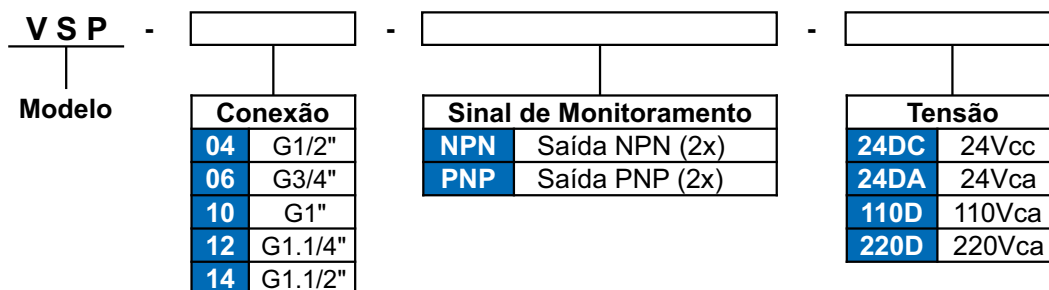 V S P - - -
Modelo
Conexão Sinal de Monitoramento Tensão
04 G1/2" NPN Saída NPN (2x) 24DC 24Vcc
06 G3/4" PNP Saída PNP (2x) 24DA 24Vca
10 G1" 110D 110Vca
12 G1.1/4" 220D 220Vca
14 G1.1/2"